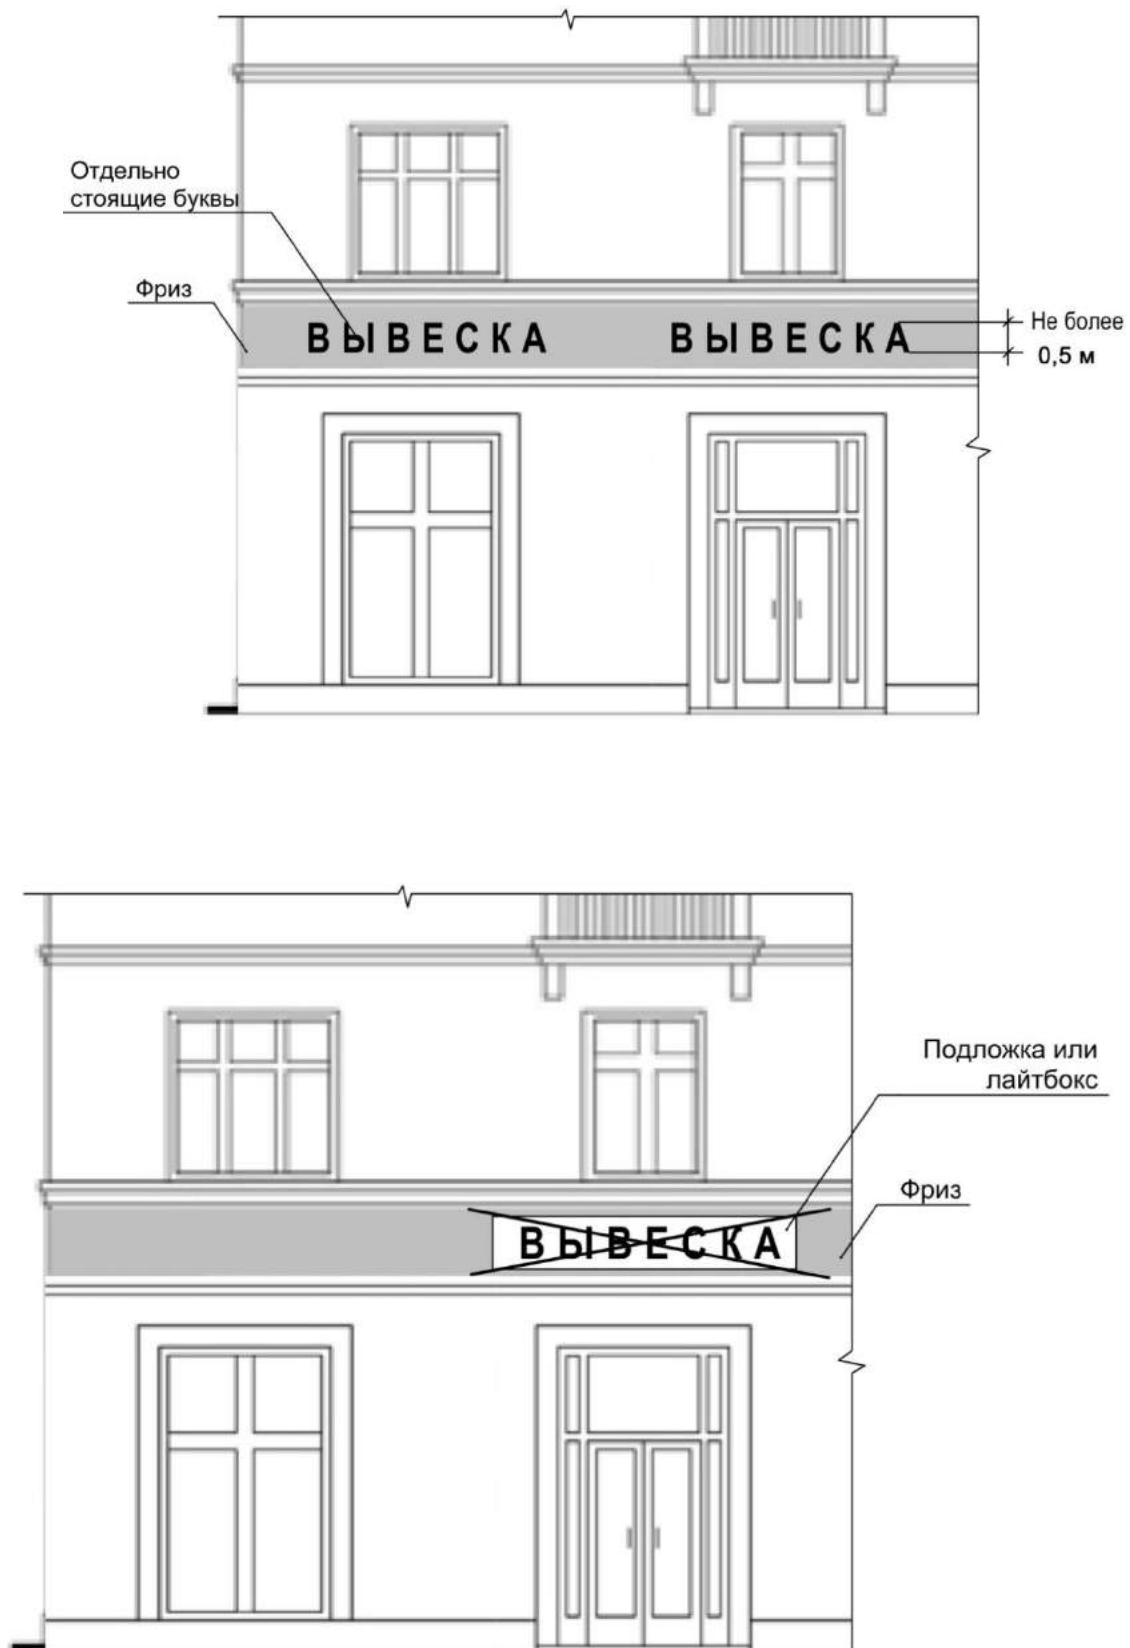 Отдельно
стоящие буквы
Фриз
ВЫВЕСКА ВЫВЕСКА
Не более
0,5 м
Подложка или
лайтбокс
Фриз
ВЫВЕСКА